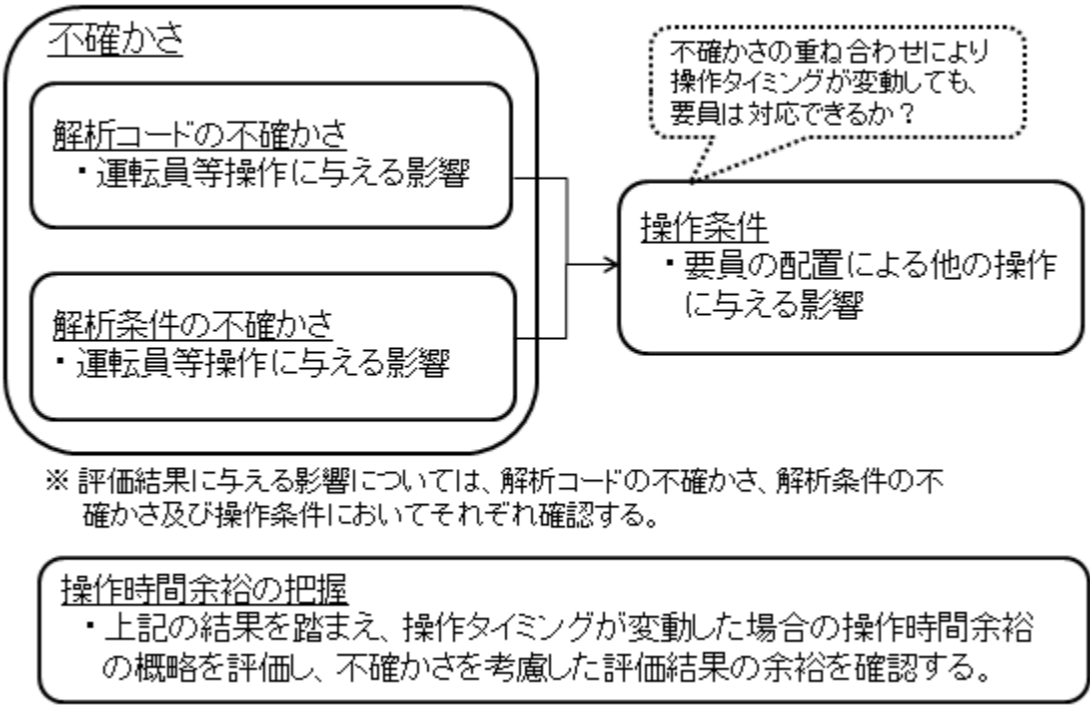 不確かさ
解析コードの不確かさ
・運転員等操作に与える影響
解析条件の不確かさ
・運転員等操作に与える影響
不確かさの重ね合わせにより
操作タイミングが変動しても、
要員は対応できるか？
操作条件
・要員の配置による他の操作
に与える影響
※ 評価結果に与える影響については、解析コードの不確かさ、解析条件の不
確かさ及び操作条件においてそれぞれ確認する。
操作時間余裕の把握
・上記の結果を踏まえ、操作タイミングが変動した場合の操作時間余裕
の概略を評価し、不確かさを考慮した評価結果の余裕を確認する。